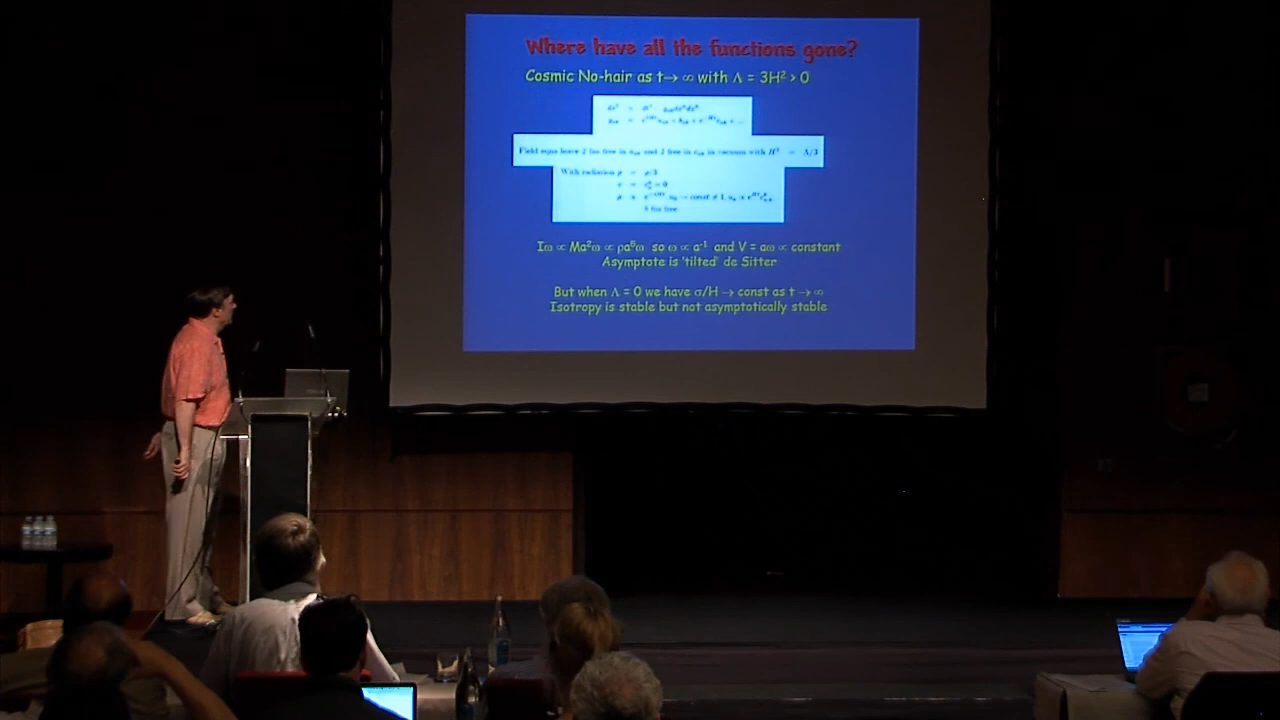 Where have all the functions gone?
Cosmic No-hair as t→ ∞ with Λ = 3H² > 0
Field eqns leave 2 fns free in and 2 free in in vacuum with H² = Λ/3
With radiation p = ρ/3
Iω ∝ Ma²ω ∝ ρa⁵ω so ω ∝ a⁻¹ and V = aω ∝ constant
Asymptote is 'tilted' de Sitter
But when Λ = 0 we have σ/H → const as t → ∞
Isotropy is stable but not asymptotically stable